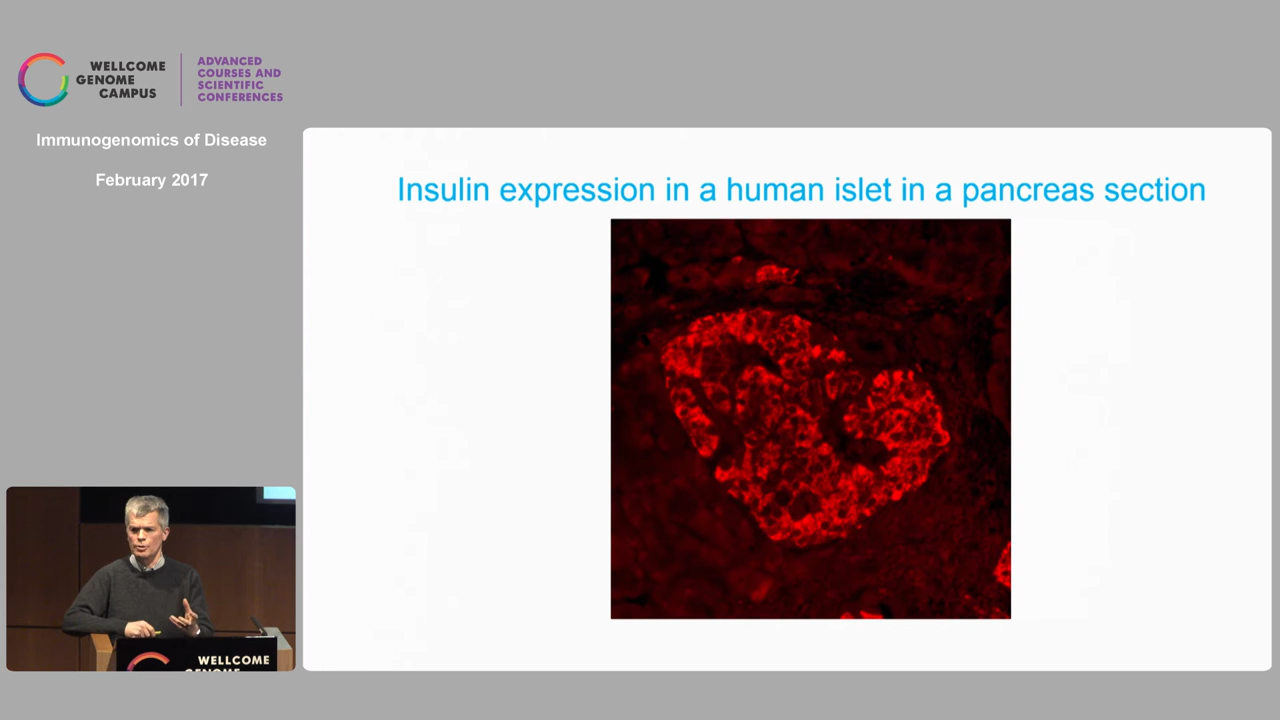 WELLCOME
GENOME
CAMPUS
ADVANCED
COURSES AND
SCIENTIFIC
CONFERENCES
Immunogenomics of Disease
February 2017
Insulin expression in a human islet in a pancreas section
WELLCOME
GENOME